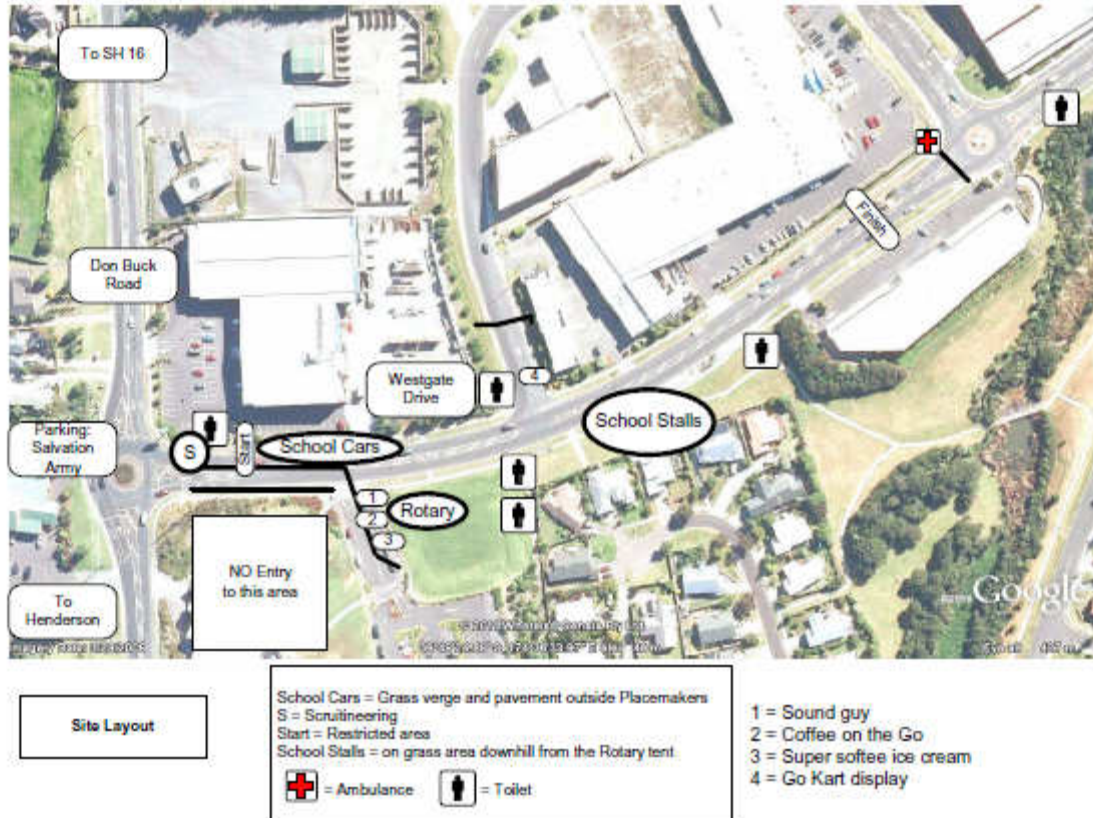 To SH 16
Don Buck
Road
Finish
4
Westgate
Drive
School Stalls
Parking:
Salvation
Army
S
Start
School Cars
1
2
Rotary
3
NO Entry
to this area
To
Henderson
Google
Site Layout
School Cars = Grass verge and pavement outside Placemakers
S = Scruitineering
Start = Restricted area
School Stalls = on grass area downhill from the Rotary tent
= Ambulance
= Toilet
1 = Sound guy
2 = Coffee on the Go
3 = Super softee ice cream
4 = Go Kart display